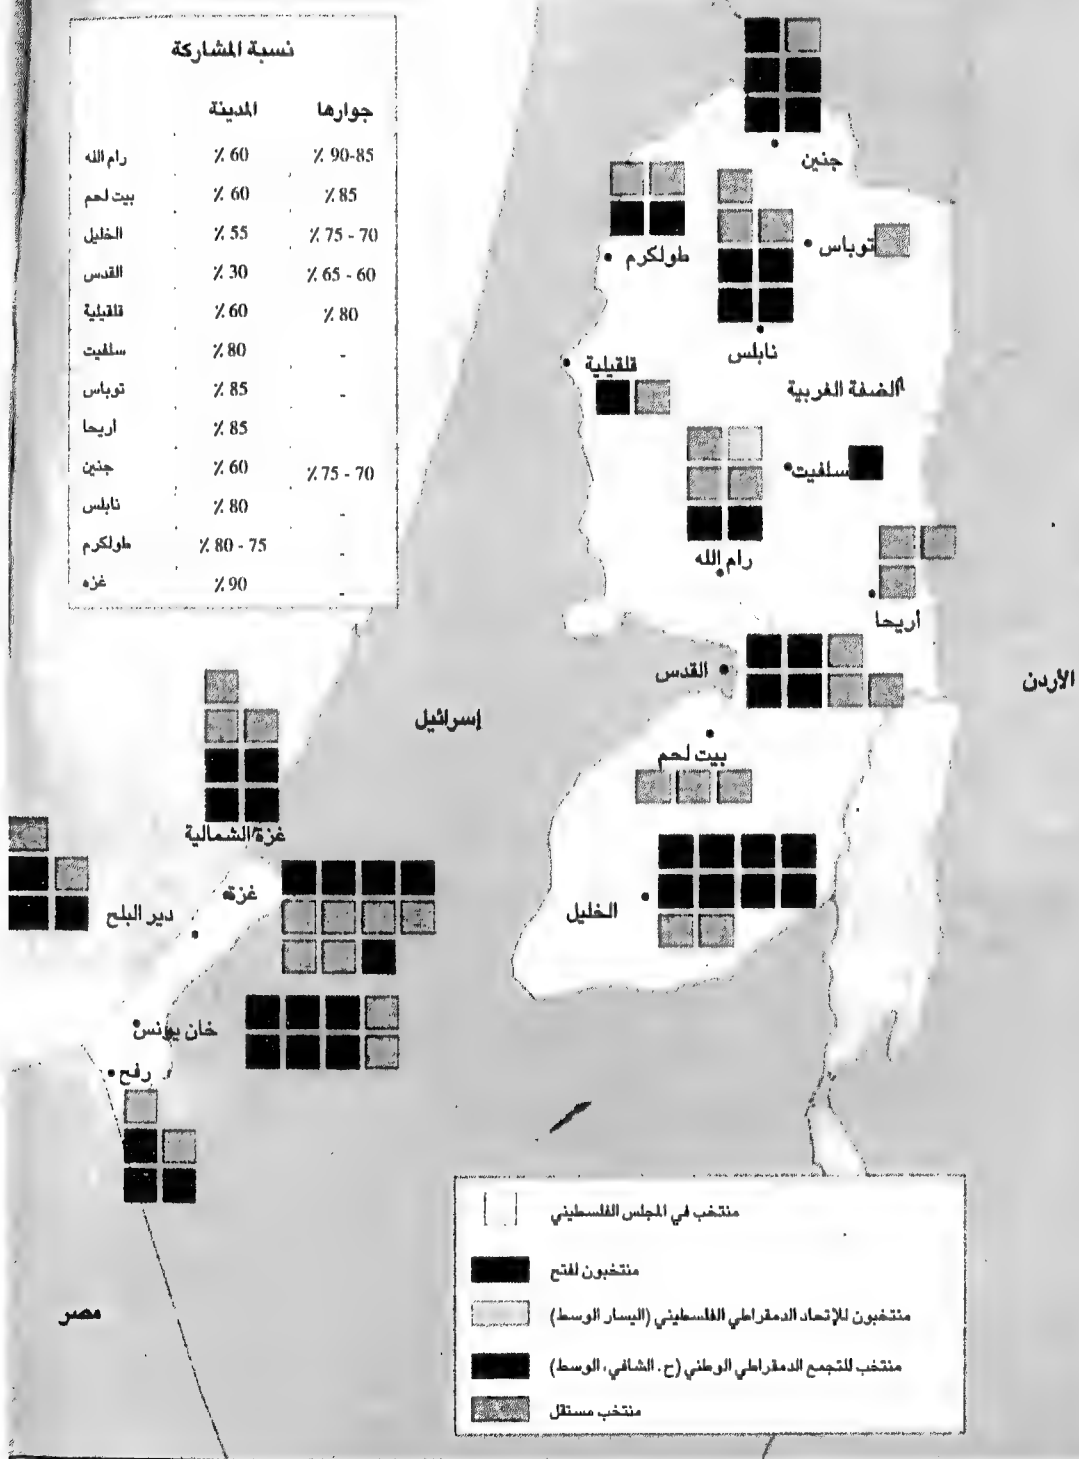 نسبة المشاركة
المدينة جوارها
رام الله ٪ 60 ٪ 90-85
بيت لحم ٪ 60 ٪ 85
الخليل ٪ 55 ٪ 75 - 70
القدس ٪ 30 ٪ 65 - 60
قلقيلية ٪ 60 ٪ 80
سلفيت ٪ 80 -
توباس ٪ 85 -
أريحا ٪ 85
جنين ٪ 60 ٪ 75 - 70
نابلس ٪ 80 -
طولكرم ٪ 80 - 75 -
غزه ٪ 90 -
جنين
طولكرم
توباس
نابلس
قلقيلية
الضفة الغربية
سلفيت
رام الله
أريحا
القدس
الأردن
إسرائيل
بيت لحم
غزة/الشمالية
الخليل
غزة
دير البلح
خان يونس
رفح
مصر
منتخب في المجلس الفلسطيني
منتخبون لفتح
منتخبون للإتحاد الدمقراطي الفلسطيني (اليسار الوسط)
منتخب للتجمع الدمقراطي الوطني (ح. الشافي، الوسط)
منتخب مستقل